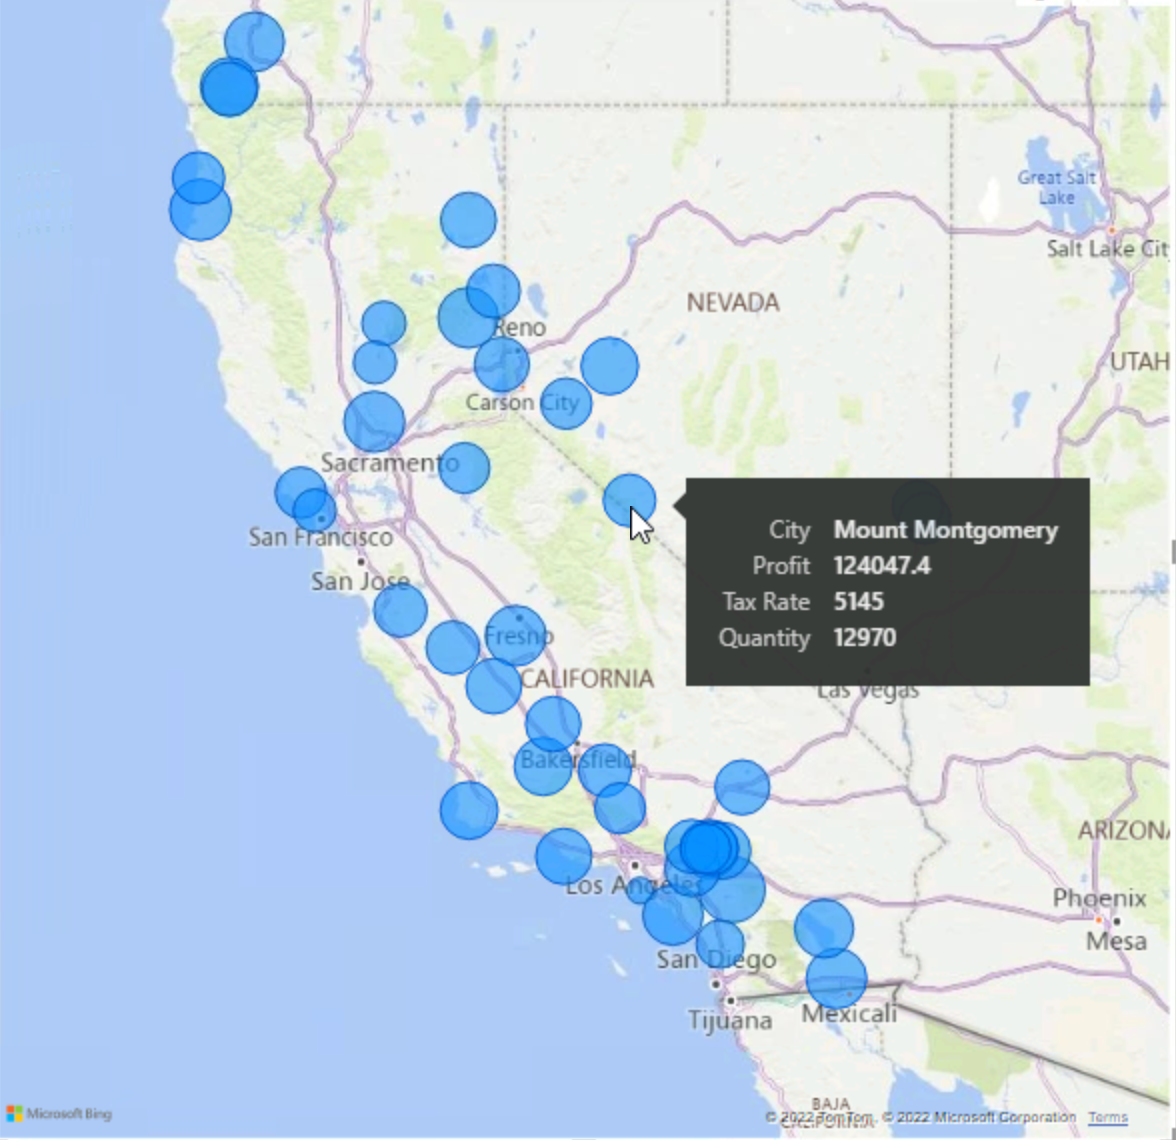 Great Salt
Lake
Salt Lake Cit
NEVADA
Reno
UTAH
Carson City
Sacramento
San Francisco
San Jose
City Mount Montgomery
Profit 124047.4
Tax Rate 5145
Quantity 12970
Fresno
CALIFORNIA
Las Vegas
Bakersfield
ARIZONA
Los Angeles
Phoenix
Mesa
San Diego
Tijuana
Mexicali
BAJA
CALIFORNIA
Microsoft Bing
© 2022 TomTom, © 2022 Microsoft Corporation Terms